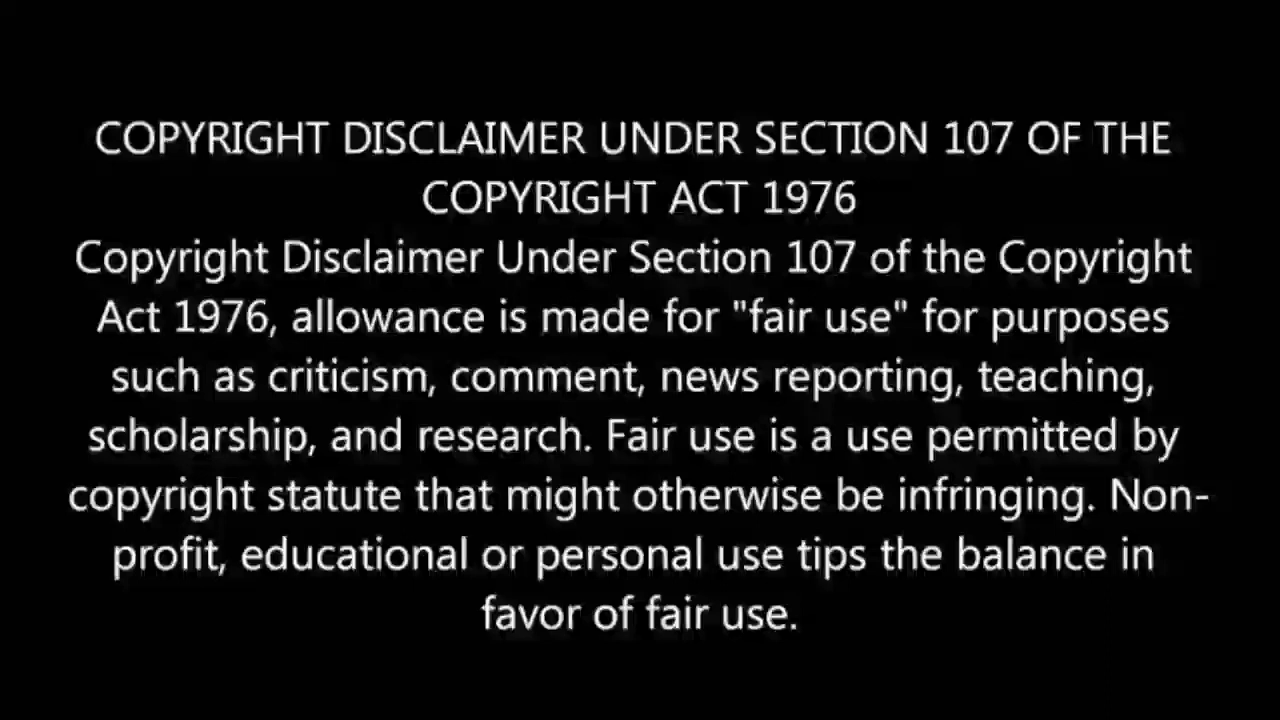 COPYRIGHT DISCLAIMER UNDER SECTION 107 OF THE
COPYRIGHT ACT 1976
Copyright Disclaimer Under Section 107 of the Copyright
Act 1976, allowance is made for "fair use" for purposes
such as criticism, comment, news reporting, teaching,
scholarship, and research. Fair use is a use permitted by
copyright statute that might otherwise be infringing. Non-
profit, educational or personal use tips the balance in
favor of fair use.